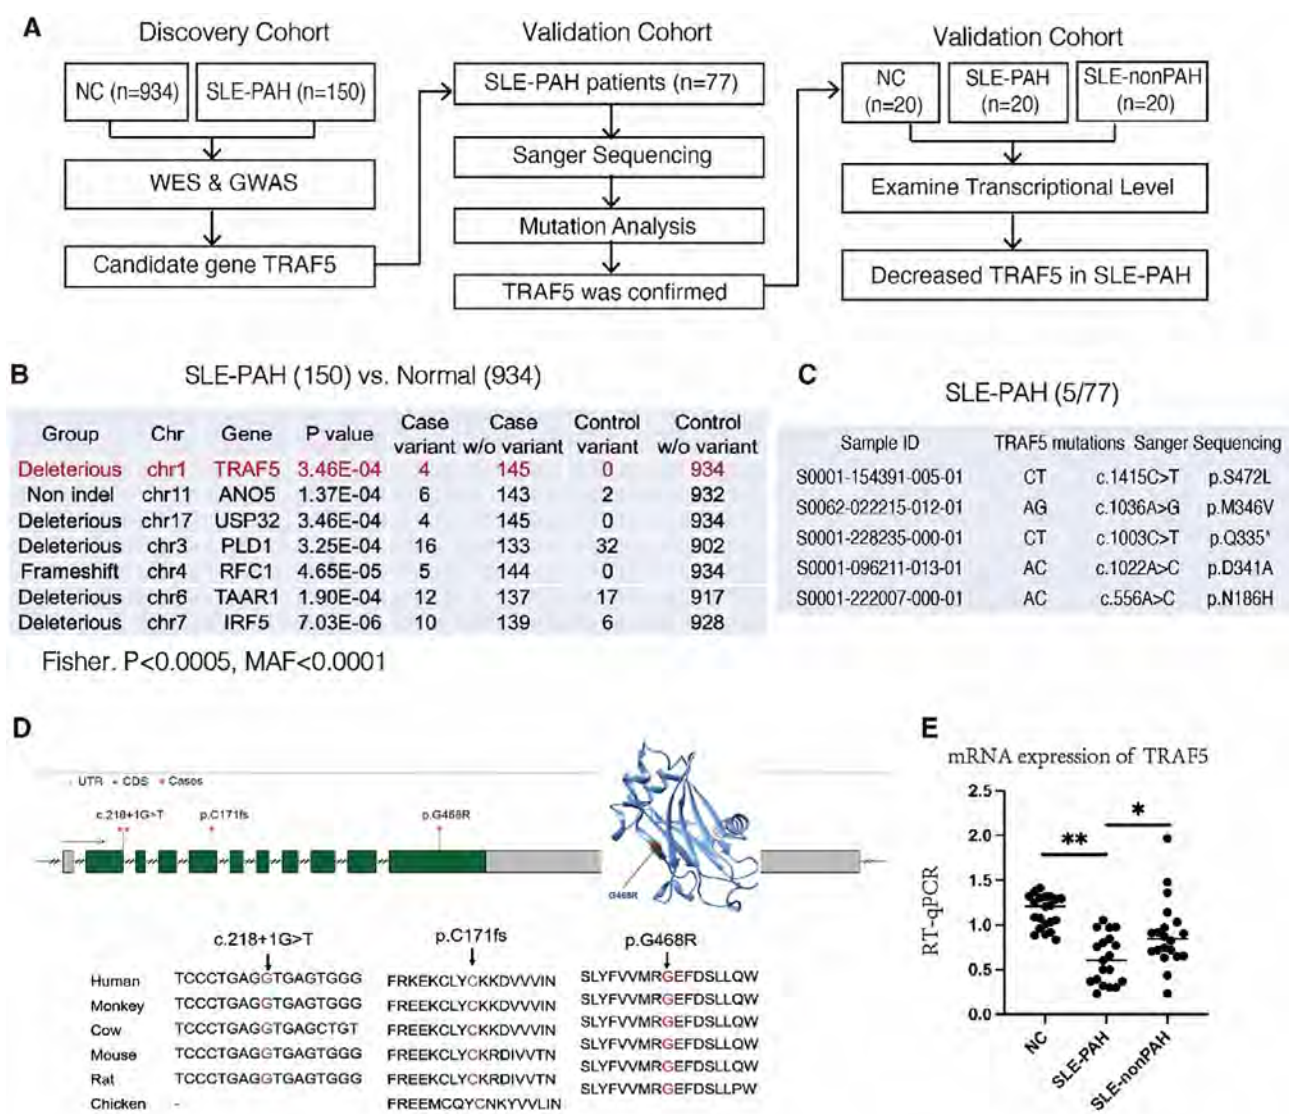 A
Discovery Cohort
NC (n=934)
SLE-PAH (n=150)
WES & GWAS
Candidate gene TRAF5
Validation Cohort
SLE-PAH patients (n=77)
Sanger Sequencing
Mutation Analysis
TRAF5 was confirmed
Validation Cohort
NC
(n=20)
SLE-PAH
(n=20)
SLE-nonPAH
(n=20)
Examine Transcriptional Level
Decreased TRAF5 in SLE-PAH
B
SLE-PAH (150) vs. Normal (934)
Group Chr Gene P value Case variant Case w/o variant Control variant Control w/o variant
Deleterious chr1 TRAF5 3.46E-04 4 145 0 934
Non indel chr11 ANO5 1.37E-04 6 143 2 932
Deleterious chr17 USP32 3.46E-04 4 145 0 934
Deleterious chr3 PLD1 3.25E-04 16 133 32 902
Frameshift chr4 RFC1 4.65E-05 5 144 0 934
Deleterious chr6 TAAR1 1.90E-04 12 137 17 917
Deleterious chr7 IRF5 7.03E-06 10 139 6 928
Fisher. P<0.0005, MAF<0.0001
C
SLE-PAH (5/77)
Sample ID TRAF5 mutations Sanger Sequencing
S0001-154391-005-01 CT c.1415C>T p.S472L
S0062-022215-012-01 AG c.1036A>G p.M346V
S0001-228235-000-01 CT c.1003C>T p.Q335*
S0001-096211-013-01 AC c.1022A>C p.D341A
S0001-222007-000-01 AC c.556A>C p.N186H
D
UTR CDS Cases
c.218+1G>T
p.C171fs
p.G468R
G468R
c.218+1G>T p.C171fs p.G468R
Human TCCCTGAGGTGAGTGGG FRKEKCLYCKKDVVVIN SLYFVVMRGEFDSLLQW
Monkey TCCCTGAGGTGAGTGGG FREEKCLYCKKDVVVIN SLYFVVMRGEFDSLLQW
Cow TCCCTGAGGTGAGCTGT FREEKCLYCKKDVVVIN SLYFVVMRGEFDSLLQW
Mouse TCCCTGAGGTGAGTGGG FREEKCLYCKRDIVVTN SLYFVVMRGEFDSLLQW
Rat TCCCTGAGGTGAGTGGG FREEKCLYCKRDIVVTN SLYFVVMRGEFDSLLQW
Chicken - FREEMCQYCNKYVVLIN SLYFVVMRGEFDSLLPW
E
mRNA expression of TRAF5
RT-qPCR
2.5
2.0
1.5
1.0
0.5
0.0
**
*
NC
SLE-PAH
SLE-nonPAH